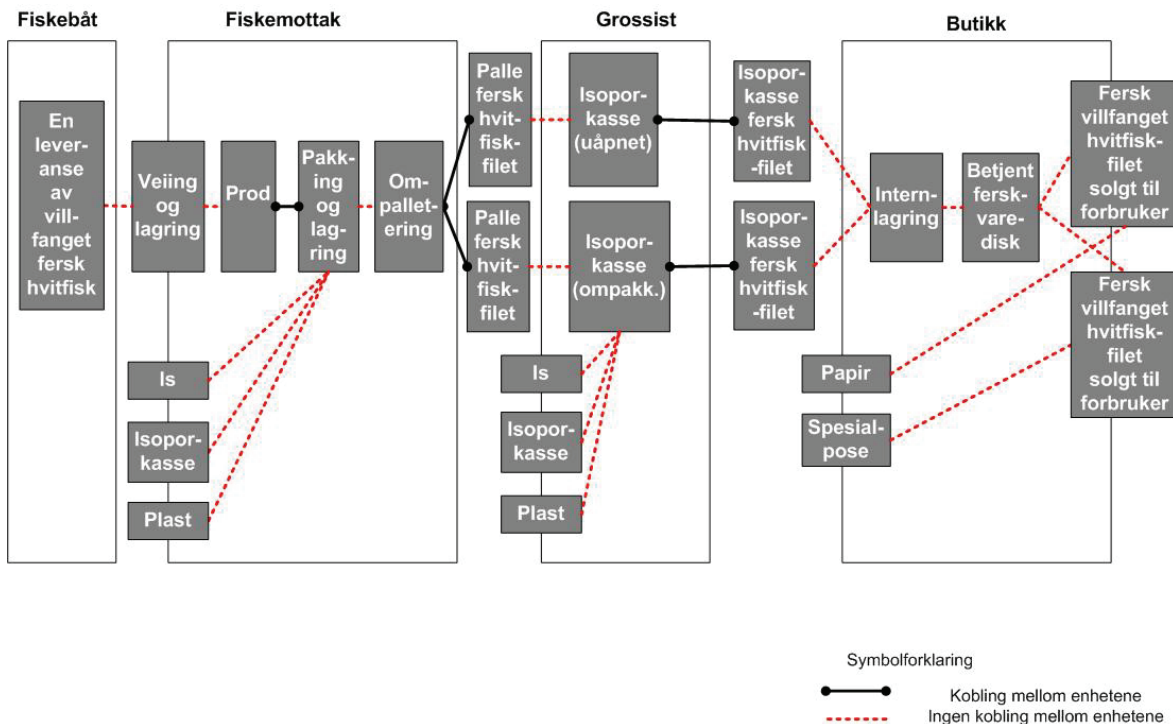 Fiskebåt
Fiskemottak
Grossist
Butikk
En
lever-
anse
av
vill-
fanget
fersk
hvitfisk
Veiing
og
lagring
Prod
Pakk-
ing
og
lag-
ring
Om-
pallet-
ering
Palle
fersk
hvit-
fisk-
filet
Palle
fersk
hvit-
fisk-
filet
Is
Isopor-
kasse
Plast
Isopor-
kasse
(uåpnet)
Isopor-
kasse
(ompakk.)
Is
Isopor-
kasse
Plast
Isopor-
kasse
fersk
hvitfisk
-filet
Isopor-
kasse
fersk
hvitfisk
-filet
Intern-
lagring
Betjent
fersk-
vare-
disk
Fersk
villfanget
hvitfisk-
filet
solgt til
forbruker
Fersk
villfanget
hvitfisk-
filet
solgt til
forbruker
Papir
Spesial-
pose
Symbolforklaring
Kobling mellom enhetene
Ingen kobling mellom enhetene